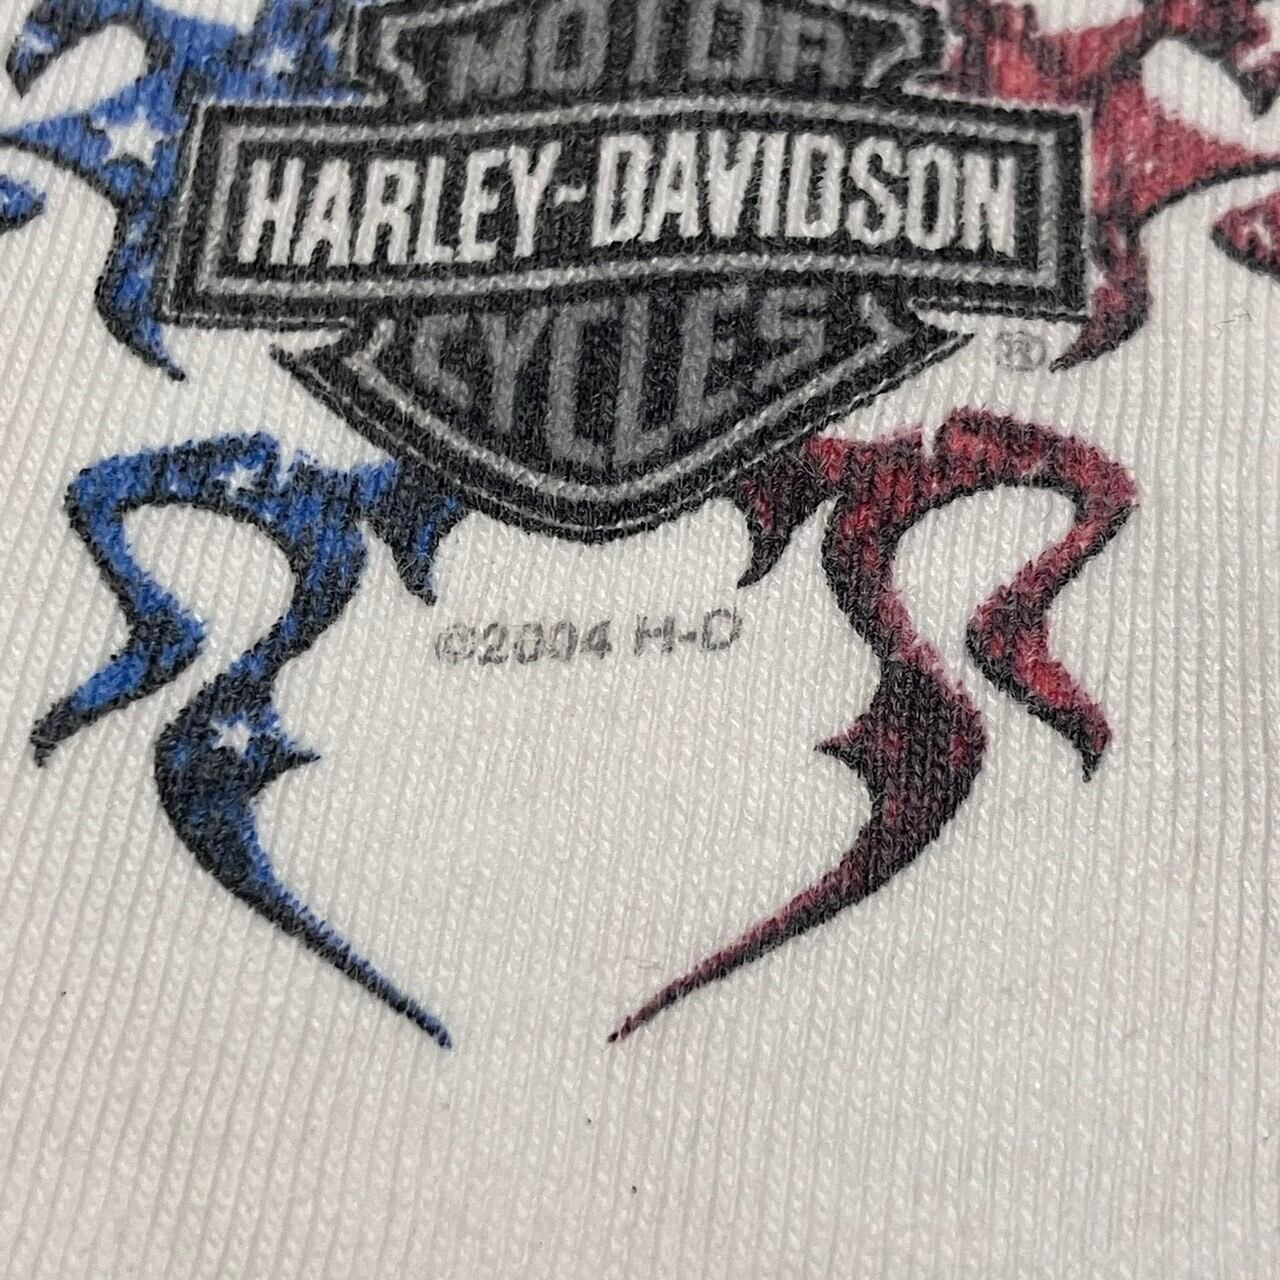 MOTOR
HARLEY-DAVIDSON
CYCLES
®
©2004 H-D